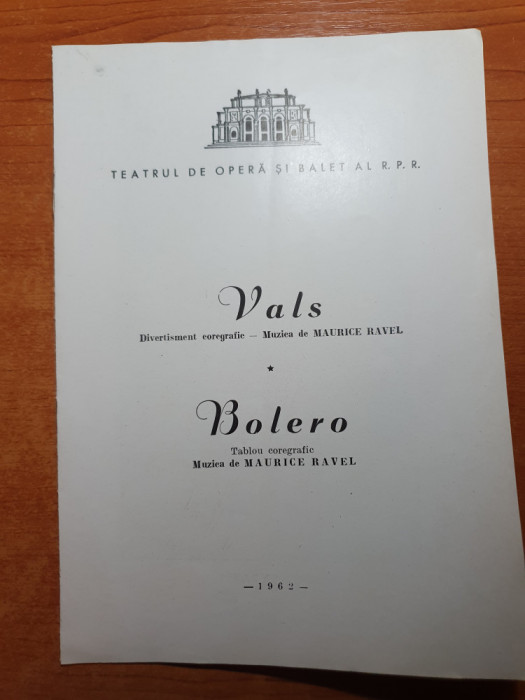 TEATRUL DE OPERĂ ȘI BALET AL R. P. R.
Vals
Divertisment coregrafic — Muzica de MAURICE RAVEL
★
Bolero
Tablou coregrafic
Muzica de MAURICE RAVEL
— 1962 —